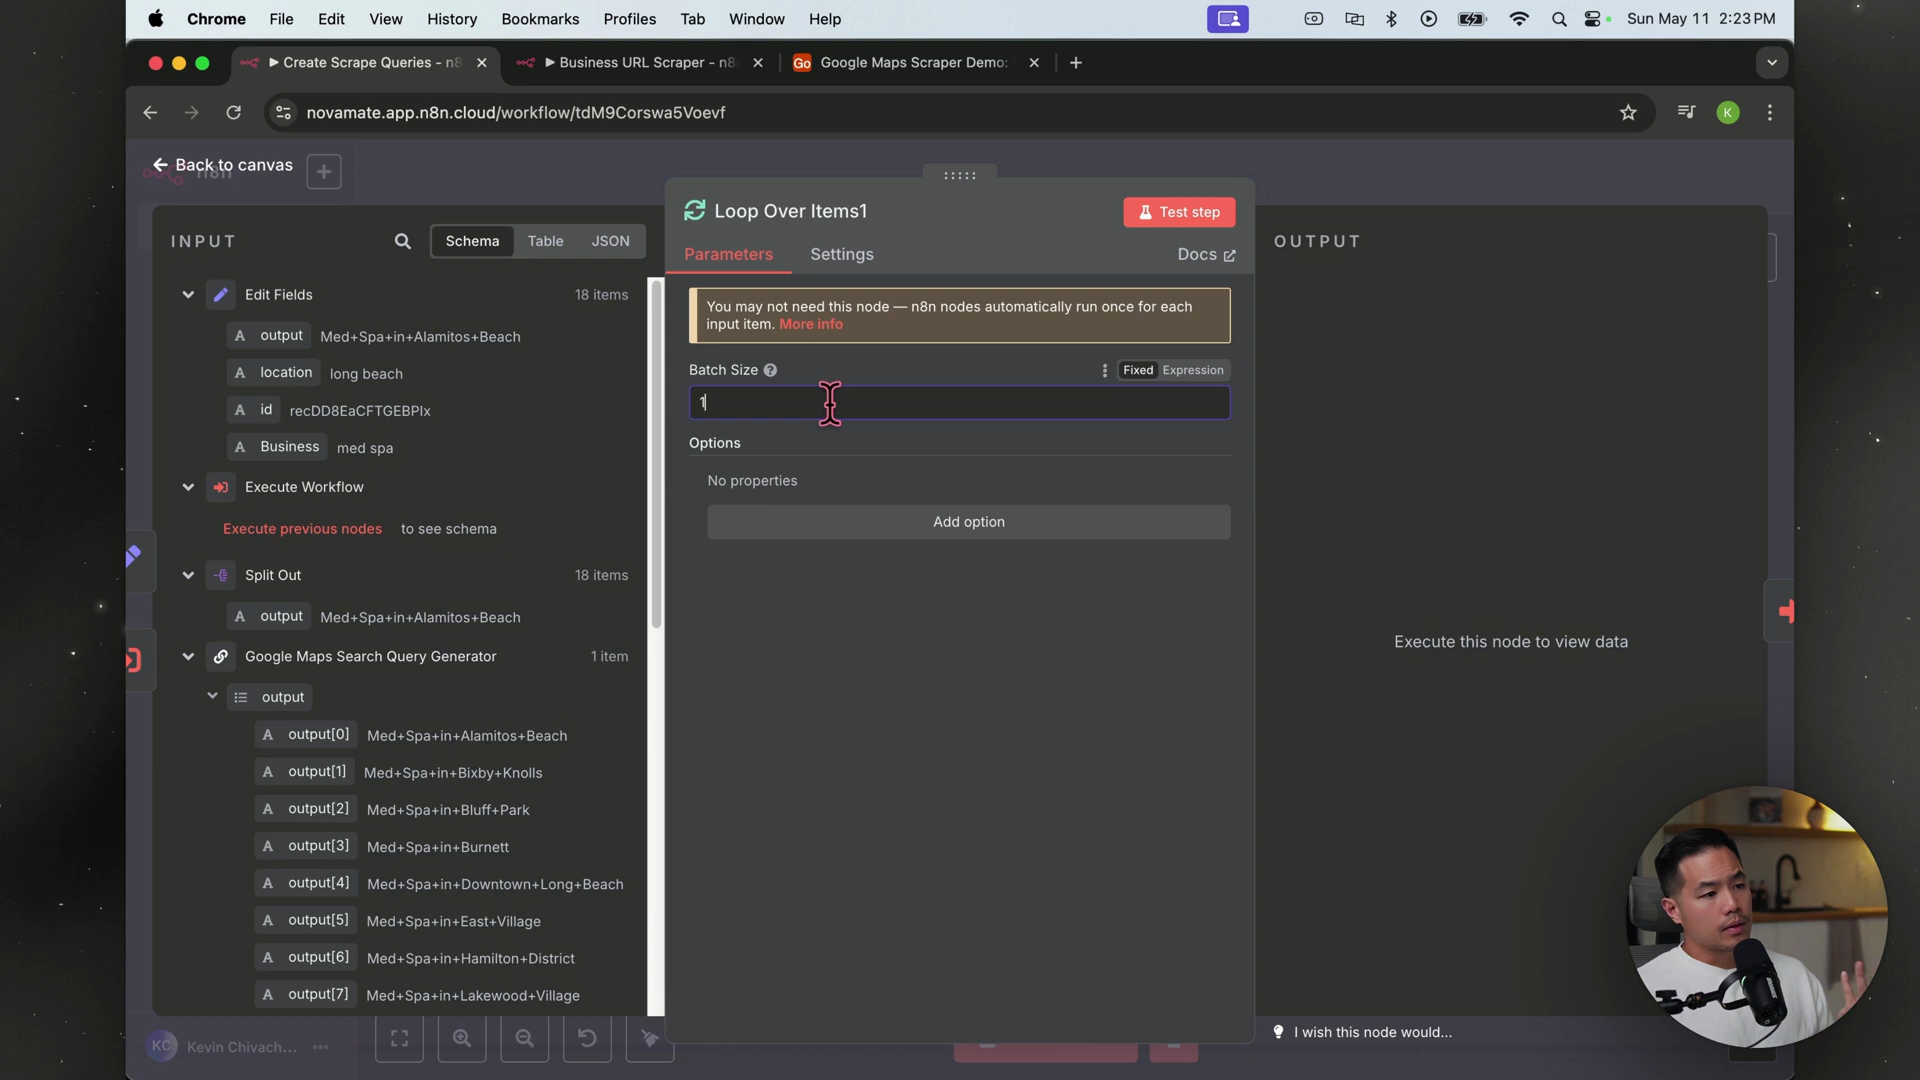 Chrome File Edit View History Bookmarks Profiles Tab Window Help Sun May 11 2:23 PM
Create Scrape Queries - n8 Business URL Scraper - n8 Go Google Maps Scraper Demo:
novamate.app.n8n.cloud/workflow/tdM9Corswa5Voevf K
Back to canvas
n8n
Loop Over Items1 Test step
INPUT Schema Table JSON
Parameters Settings Docs
OUTPUT
Edit Fields 18 items
A output Med+Spa+in+Alamitos+Beach
A location long beach
A id recDD8EaCFTGEBPIx
A Business med spa
Execute Workflow
Execute previous nodes to see schema
Split Out 18 items
A output Med+Spa+in+Alamitos+Beach
Google Maps Search Query Generator 1 item
output
A output[0] Med+Spa+in+Alamitos+Beach
A output[1] Med+Spa+in+Bixby+Knolls
A output[2] Med+Spa+in+Bluff+Park
A output[3] Med+Spa+in+Burnett
A output[4] Med+Spa+in+Downtown+Long+Beach
A output[5] Med+Spa+in+East+Village
A output[6] Med+Spa+in+Hamilton+District
A output[7] Med+Spa+in+Lakewood+Village
You may not need this node — n8n nodes automatically run once for each
input item. More info
Batch Size Fixed Expression
1
Options
No properties
Add option
Execute this node to view data
I wish this node would...
KC Kevin Chivach...